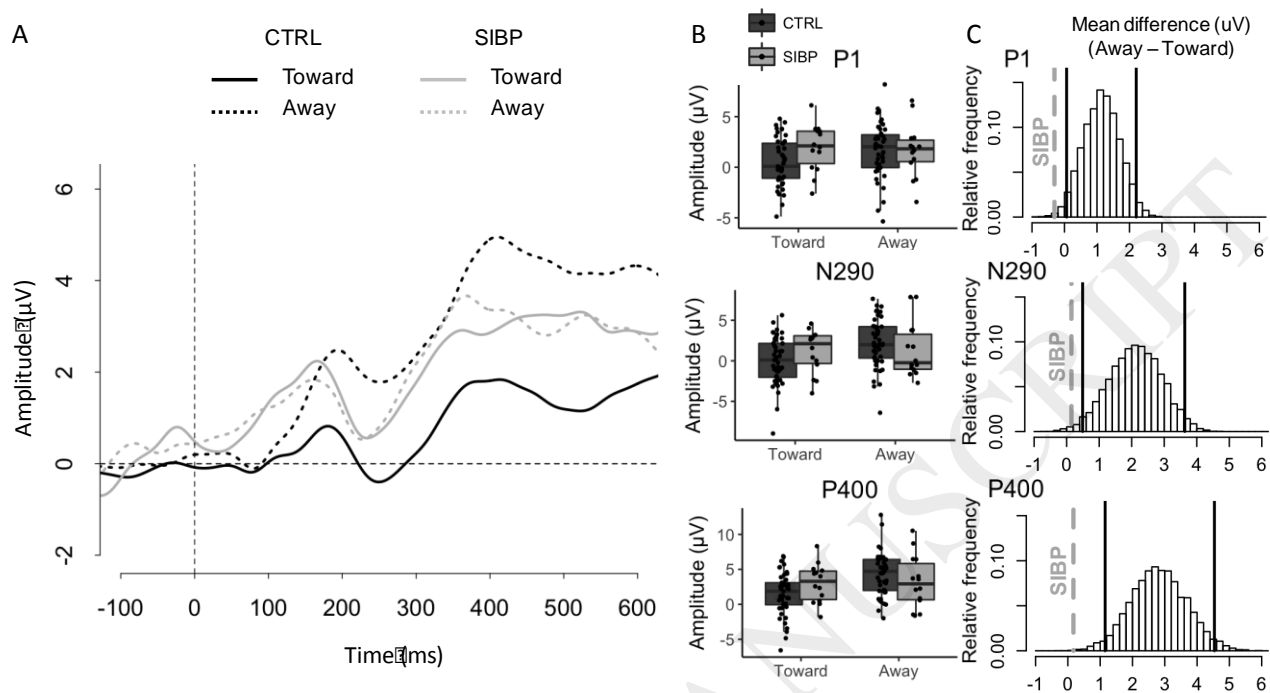 A
CTRL
SIBP
Toward
Toward
Away
Away
Amplitude (µV)
6
4
2
0
-2
-100
0
100
200
300
400
500
600
Time (ms)
B
CTRL
SIBP
P1
Amplitude (µV)
5
0
-5
Toward
Away
N290
Amplitude (µV)
5
0
-5
Toward
Away
P400
Amplitude (µV)
10
5
0
-5
Toward
Away
C
Mean difference (uV)
(Away – Toward)
P1
Relative frequency
0.10
0.00
SIBP
-1 0 1 2 3 4 5 6
N290
Relative frequency
0.10
0.00
SIBP
-1 0 1 2 3 4 5 6
P400
Relative frequency
0.10
0.00
SIBP
-1 0 1 2 3 4 5 6
ANUSCRIPT